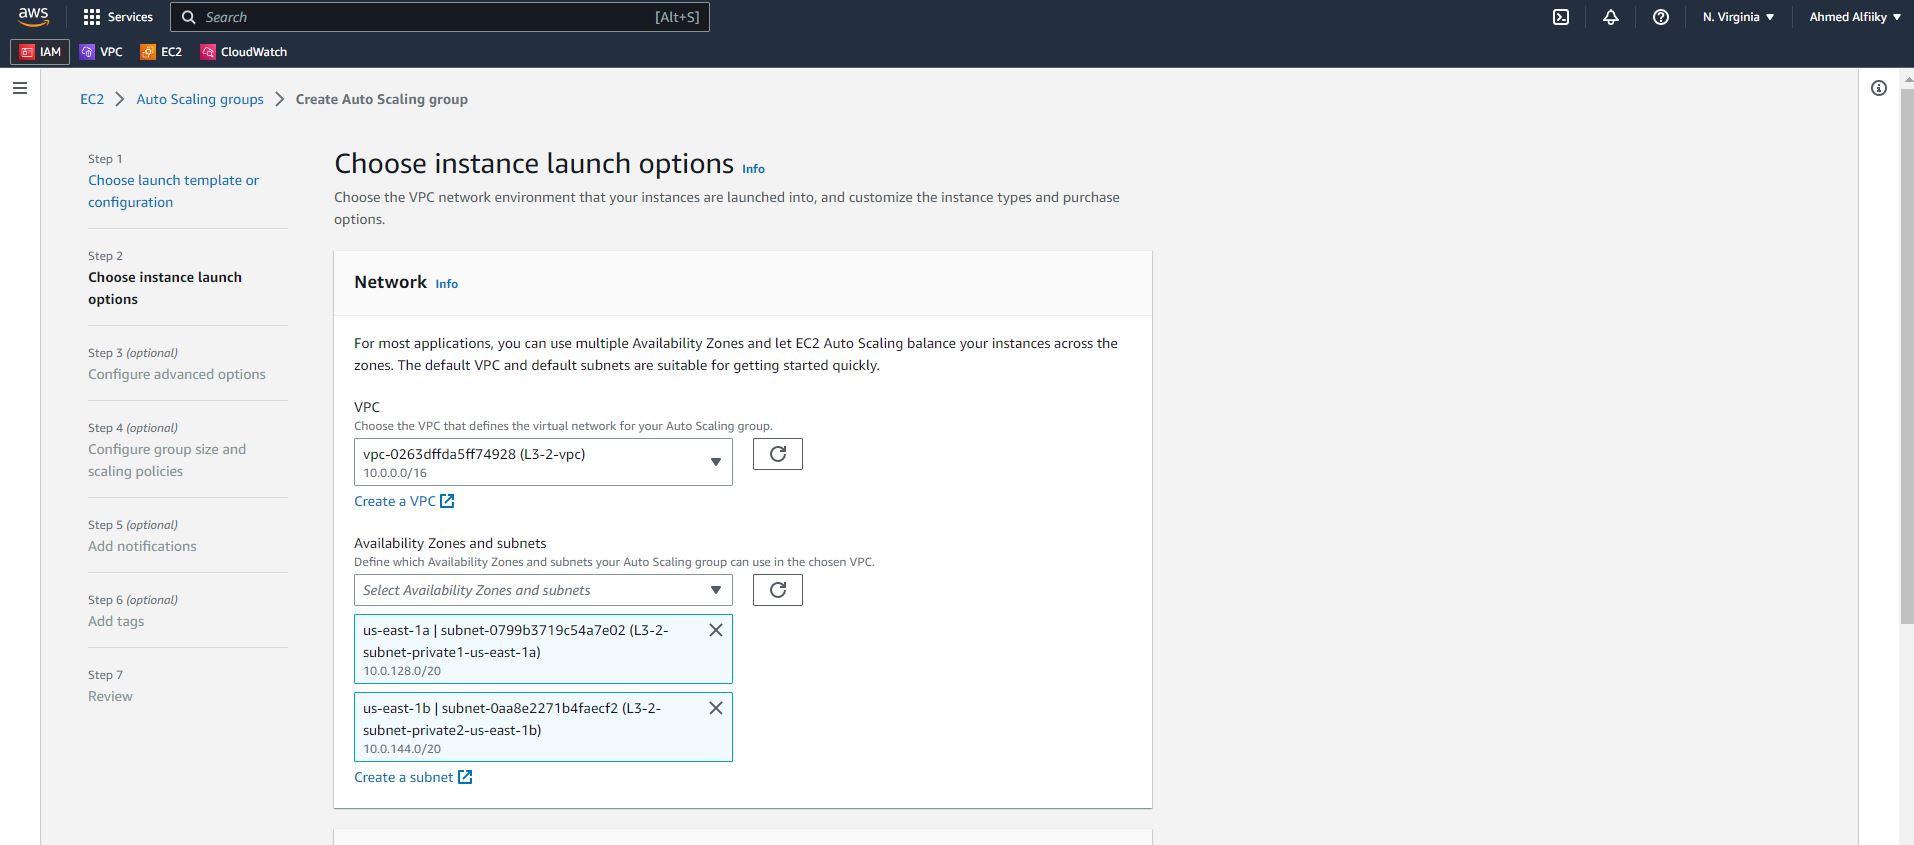 aws
Services
Search
[Alt+S]
N. Virginia
Ahmed Alfiiky
IAM
VPC
EC2
CloudWatch
EC2
Auto Scaling groups
Create Auto Scaling group
Step 1
Choose launch template or
configuration
Step 2
Choose instance launch
options
Step 3 (optional)
Configure advanced options
Step 4 (optional)
Configure group size and
scaling policies
Step 5 (optional)
Add notifications
Step 6 (optional)
Add tags
Step 7
Review
Choose instance launch options Info
Choose the VPC network environment that your instances are launched into, and customize the instance types and purchase
options.
Network Info
For most applications, you can use multiple Availability Zones and let EC2 Auto Scaling balance your instances across the
zones. The default VPC and default subnets are suitable for getting started quickly.
VPC
Choose the VPC that defines the virtual network for your Auto Scaling group.
vpc-0263dffda5ff74928 (L3-2-vpc)
10.0.0.0/16
Create a VPC
Availability Zones and subnets
Define which Availability Zones and subnets your Auto Scaling group can use in the chosen VPC.
Select Availability Zones and subnets
us-east-1a | subnet-0799b3719c54a7e02 (L3-2-
subnet-private1-us-east-1a)
10.0.128.0/20
us-east-1b | subnet-0aa8e2271b4faecf2 (L3-2-
subnet-private2-us-east-1b)
10.0.144.0/20
Create a subnet